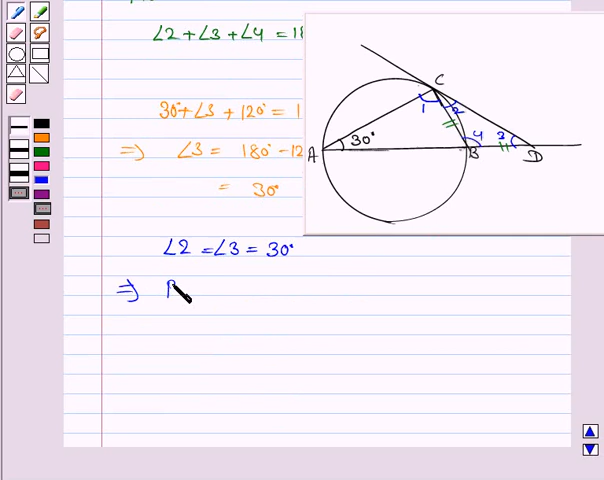 ∠2 + ∠3 + ∠4 = 18
30° + ∠3 + 120° = 1
⇒ ∠3 = 180° - 12
= 30°
∠2 = ∠3 = 30°
⇒
C
1
2
A
30°
4
3
B
D